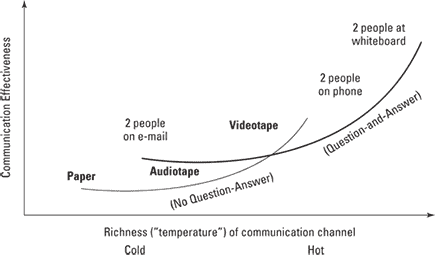 Communication Effectiveness
2 people at
whiteboard
2 people
on phone
2 people
on e-mail
Videotape
(Question-and-Answer)
Paper
Audiotape
(No Question-Answer)
Richness ("temperature") of communication channel
Cold
Hot